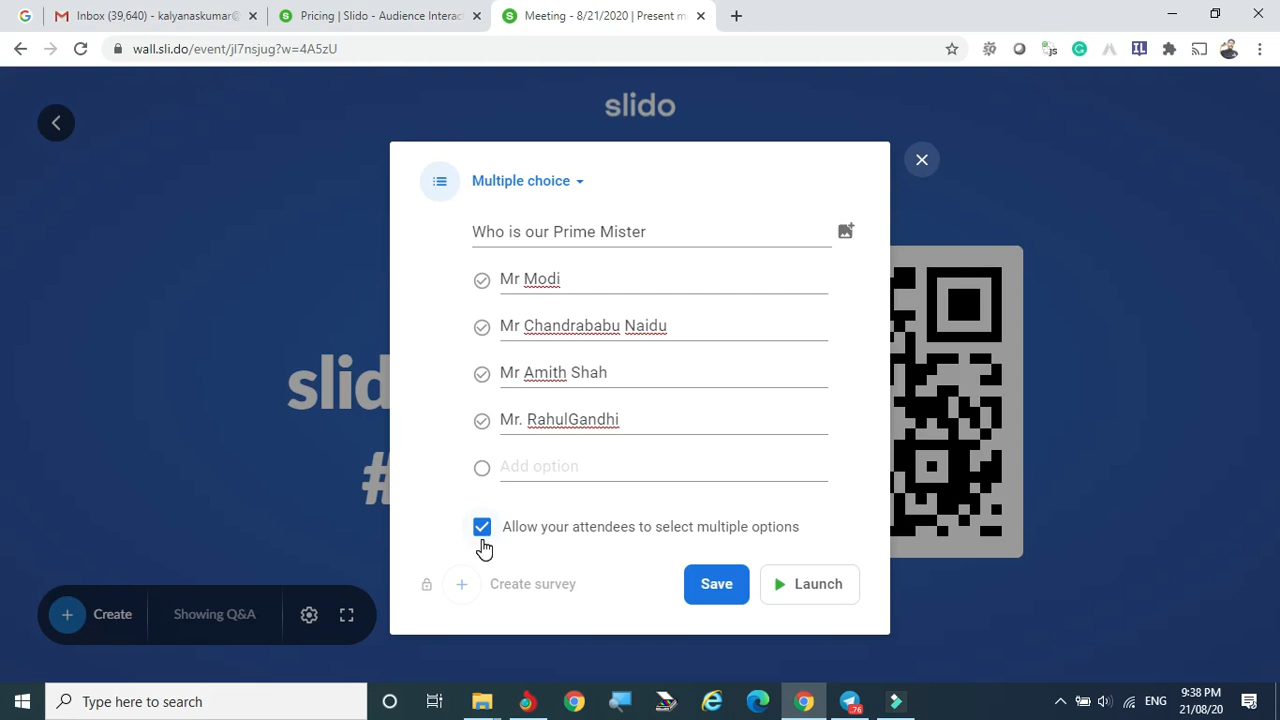 Inbox (39,640) - kalyanaskumar@
Pricing | Slido - Audience Interac
Meeting - 8/21/2020 | Present m
wall.sli.do/event/jl7nsjug?w=4A5zU
slido
Multiple choice
Who is our Prime Mister
Mr Modi
Mr Chandrababu Naidu
Mr Amith Shah
Mr. RahulGandhi
Add option
Allow your attendees to select multiple options
Create survey
Save
Launch
slid
#
Create
Showing Q&A
Type here to search
76
ENG
9:38 PM
21/08/20